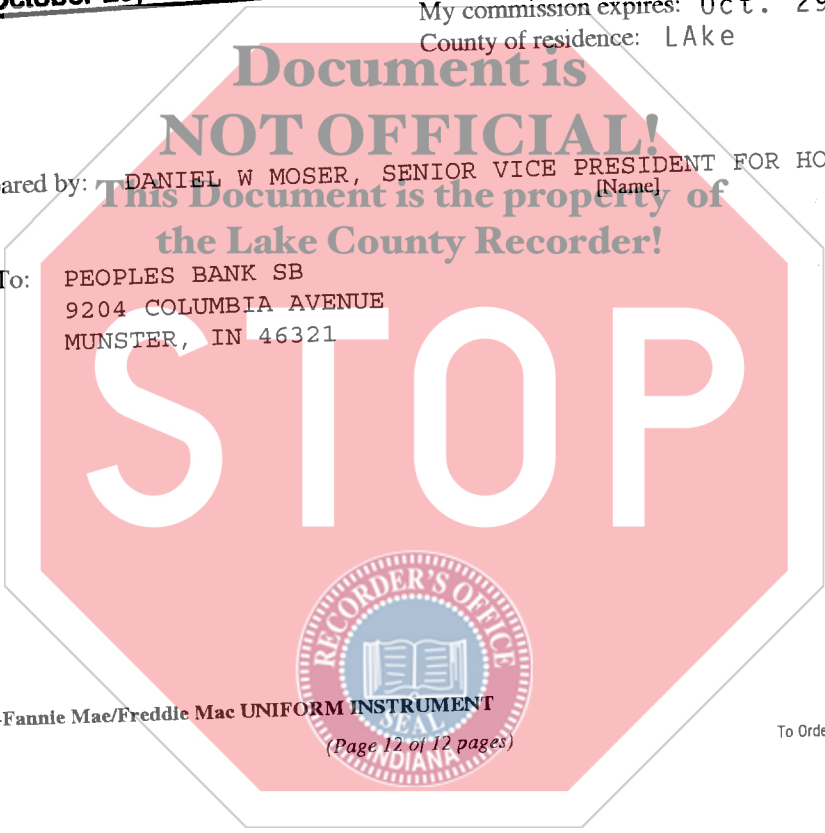 My commission expires: Oct. 29
County of residence: LAke
Document is
NOT OFFICIAL!
ared by: DANIEL W MOSER, SENIOR VICE PRESIDENT FOR HO
[Name]
This Document is the property of
the Lake County Recorder!
To: PEOPLES BANK SB
9204 COLUMBIA AVENUE
MUNSTER, IN 46321
STOP
RECORDER'S OFFICE
SEAL
INDIANA
-Fannie Mae/Freddie Mac UNIFORM INSTRUMENT
(Page 12 of 12 pages)
To Orde